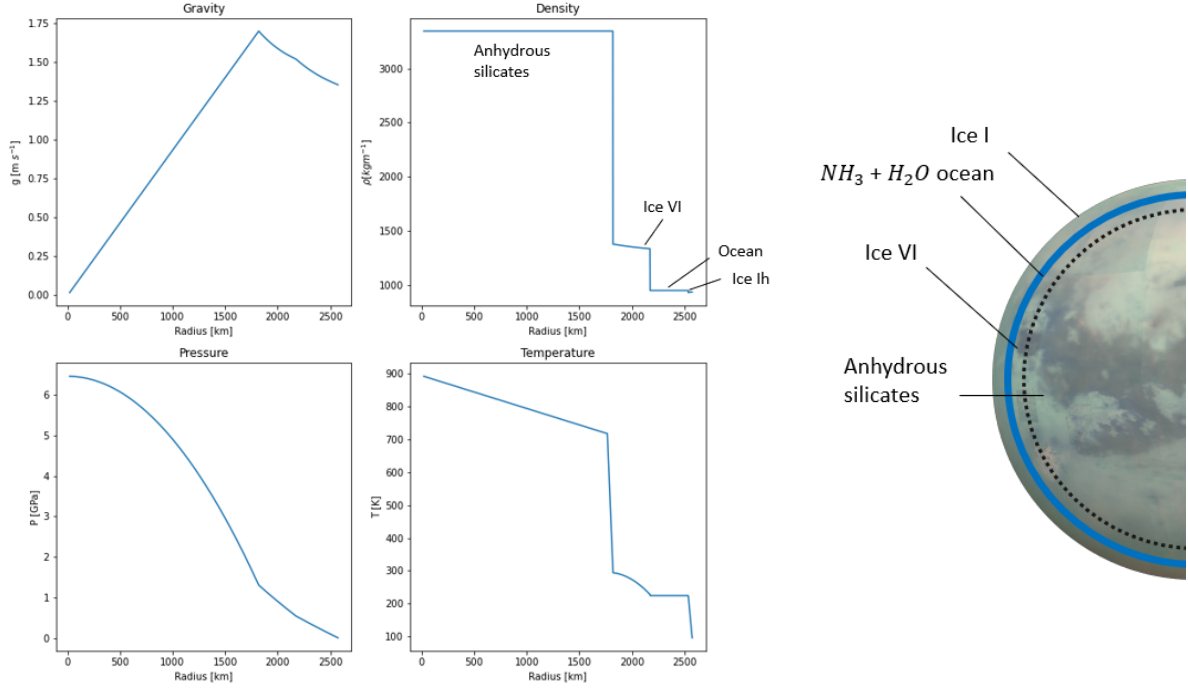 Gravity
1.75
1.50
1.25
1.00
0.75
0.50
0.25
0.00
g [m s⁻¹]
0 500 1000 1500 2000 2500
Radius [km]
Density
3000
2500
2000
1500
1000
ρ[kgm⁻¹]
Anhydrous
silicates
Ice VI
Ocean
Ice Ih
0 500 1000 1500 2000 2500
Radius [km]
Pressure
6
5
4
3
2
1
0
P [GPa]
0 500 1000 1500 2000 2500
Radius [km]
Temperature
900
800
700
600
500
400
300
200
100
T [K]
0 500 1000 1500 2000 2500
Radius [km]
Ice I
NH₃ + H₂O ocean
Ice VI
Anhydrous
silicates